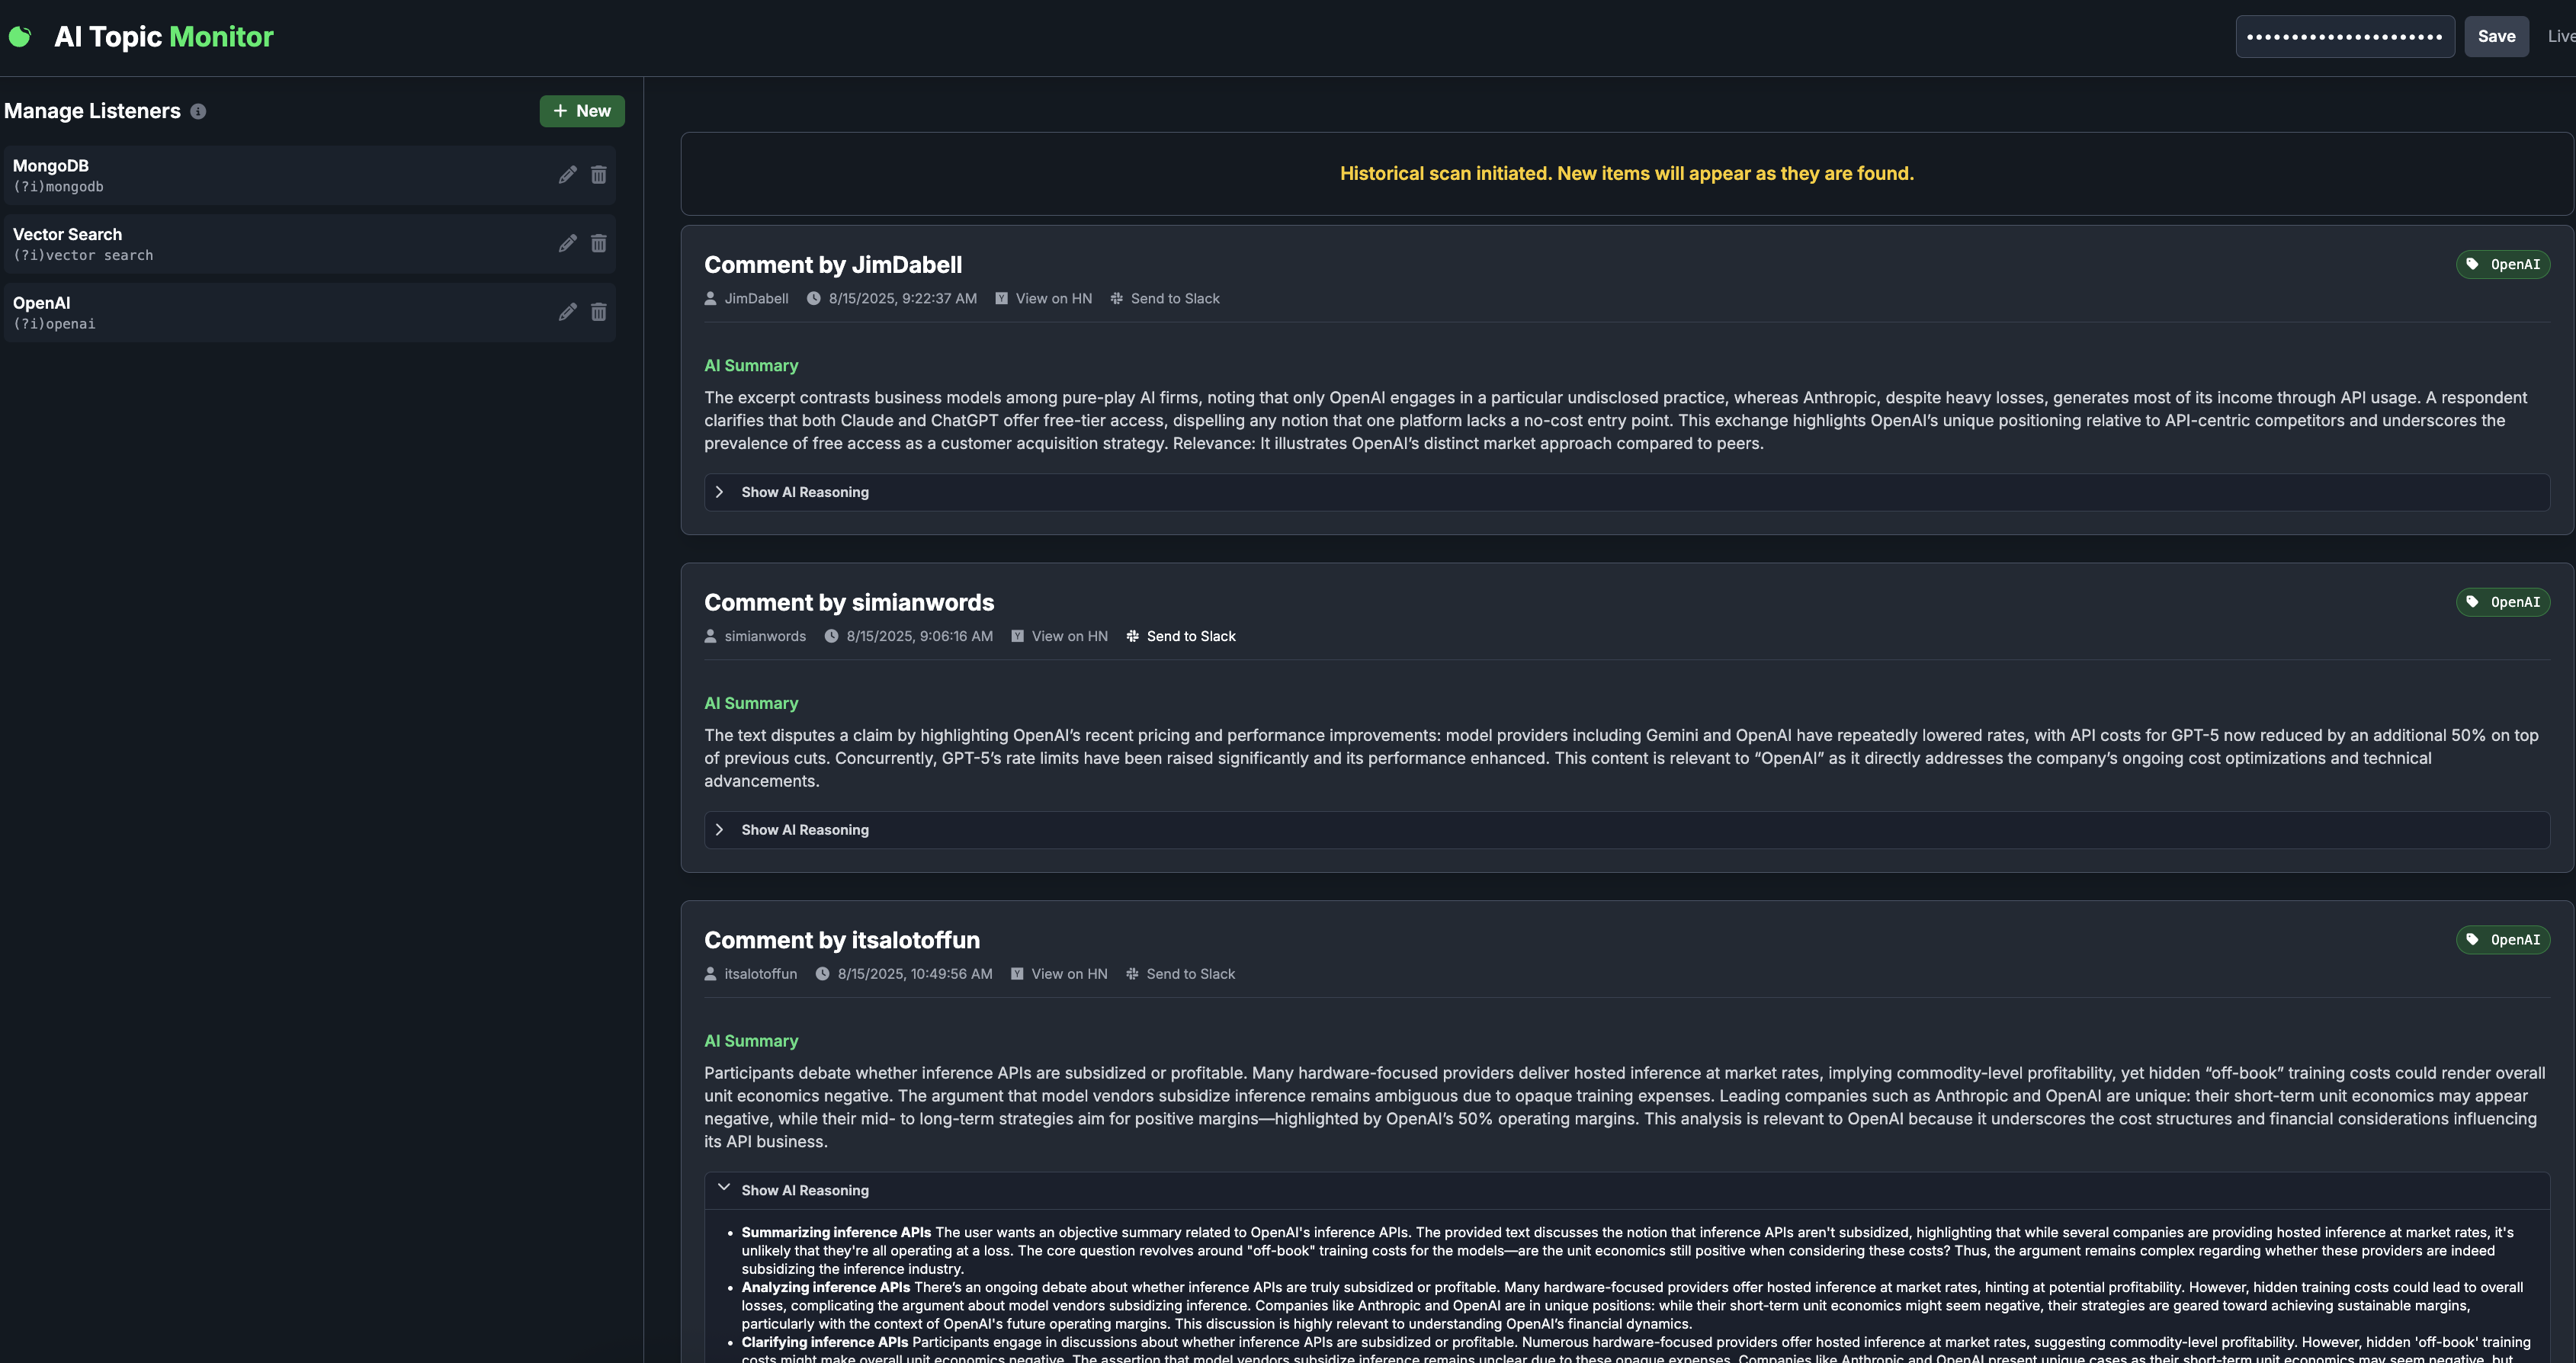 AI Topic Monitor
Save
Live
Manage Listeners
+ New
MongoDB
(?i)mongodb
Vector Search
(?i)vector search
OpenAI
(?i)openai
Historical scan initiated. New items will appear as they are found.
Comment by JimDabell
OpenAI
JimDabell 8/15/2025, 9:22:37 AM View on HN Send to Slack
AI Summary
The excerpt contrasts business models among pure-play AI firms, noting that only OpenAI engages in a particular undisclosed practice, whereas Anthropic, despite heavy losses, generates most of its income through API usage. A respondent
clarifies that both Claude and ChatGPT offer free-tier access, dispelling any notion that one platform lacks a no-cost entry point. This exchange highlights OpenAI’s unique positioning relative to API-centric competitors and underscores the
prevalence of free access as a customer acquisition strategy. Relevance: It illustrates OpenAI’s distinct market approach compared to peers.
Show AI Reasoning
Comment by simianwords
OpenAI
simianwords 8/15/2025, 9:06:16 AM View on HN Send to Slack
AI Summary
The text disputes a claim by highlighting OpenAI’s recent pricing and performance improvements: model providers including Gemini and OpenAI have repeatedly lowered rates, with API costs for GPT-5 now reduced by an additional 50% on top
of previous cuts. Concurrently, GPT-5’s rate limits have been raised significantly and its performance enhanced. This content is relevant to “OpenAI” as it directly addresses the company’s ongoing cost optimizations and technical
advancements.
Show AI Reasoning
Comment by itsalotoffun
OpenAI
itsalotoffun 8/15/2025, 10:49:56 AM View on HN Send to Slack
AI Summary
Participants debate whether inference APIs are subsidized or profitable. Many hardware-focused providers deliver hosted inference at market rates, implying commodity-level profitability, yet hidden “off-book” training costs could render overall
unit economics negative. The argument that model vendors subsidize inference remains ambiguous due to opaque training expenses. Leading companies such as Anthropic and OpenAI are unique: their short-term unit economics may appear
negative, while their mid- to long-term strategies aim for positive margins—highlighted by OpenAI’s 50% operating margins. This analysis is relevant to OpenAI because it underscores the cost structures and financial considerations influencing
its API business.
Show AI Reasoning
• Summarizing inference APIs The user wants an objective summary related to OpenAI's inference APIs. The provided text discusses the notion that inference APIs aren't subsidized, highlighting that while several companies are providing hosted inference at market rates, it's
unlikely that they're all operating at a loss. The core question revolves around "off-book" training costs for the models—are the unit economics still positive when considering these costs? Thus, the argument remains complex regarding whether these providers are indeed
subsidizing the inference industry.
• Analyzing inference APIs There’s an ongoing debate about whether inference APIs are truly subsidized or profitable. Many hardware-focused providers offer hosted inference at market rates, hinting at potential profitability. However, hidden training costs could lead to overall
losses, complicating the argument about model vendors subsidizing inference. Companies like Anthropic and OpenAI are in unique positions: while their short-term unit economics might seem negative, their strategies are geared toward achieving sustainable margins,
particularly with the context of OpenAI's future operating margins. This discussion is highly relevant to understanding OpenAI’s financial dynamics.
• Clarifying inference APIs Participants engage in discussions about whether inference APIs are subsidized or profitable. Numerous hardware-focused providers offer hosted inference at market rates, suggesting commodity-level profitability. However, hidden 'off-book' training
costs might make overall unit economics negative. The assertion that model vendors subsidize inference remains unclear due to these opaque expenses. Companies like Anthropic and OpenAI present unique cases as their short-term unit economics may seem negative, but